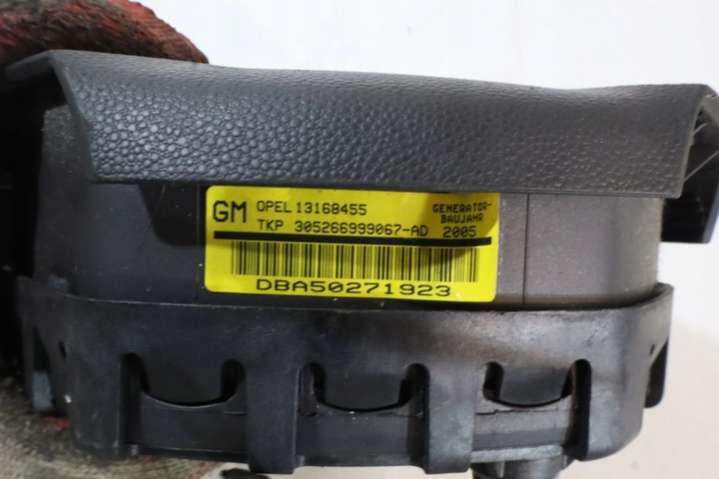 GM OPEL 13168455 GENERATOR-
BAUJAHR
TKP 305266999067-AD 2005
DBA50271923